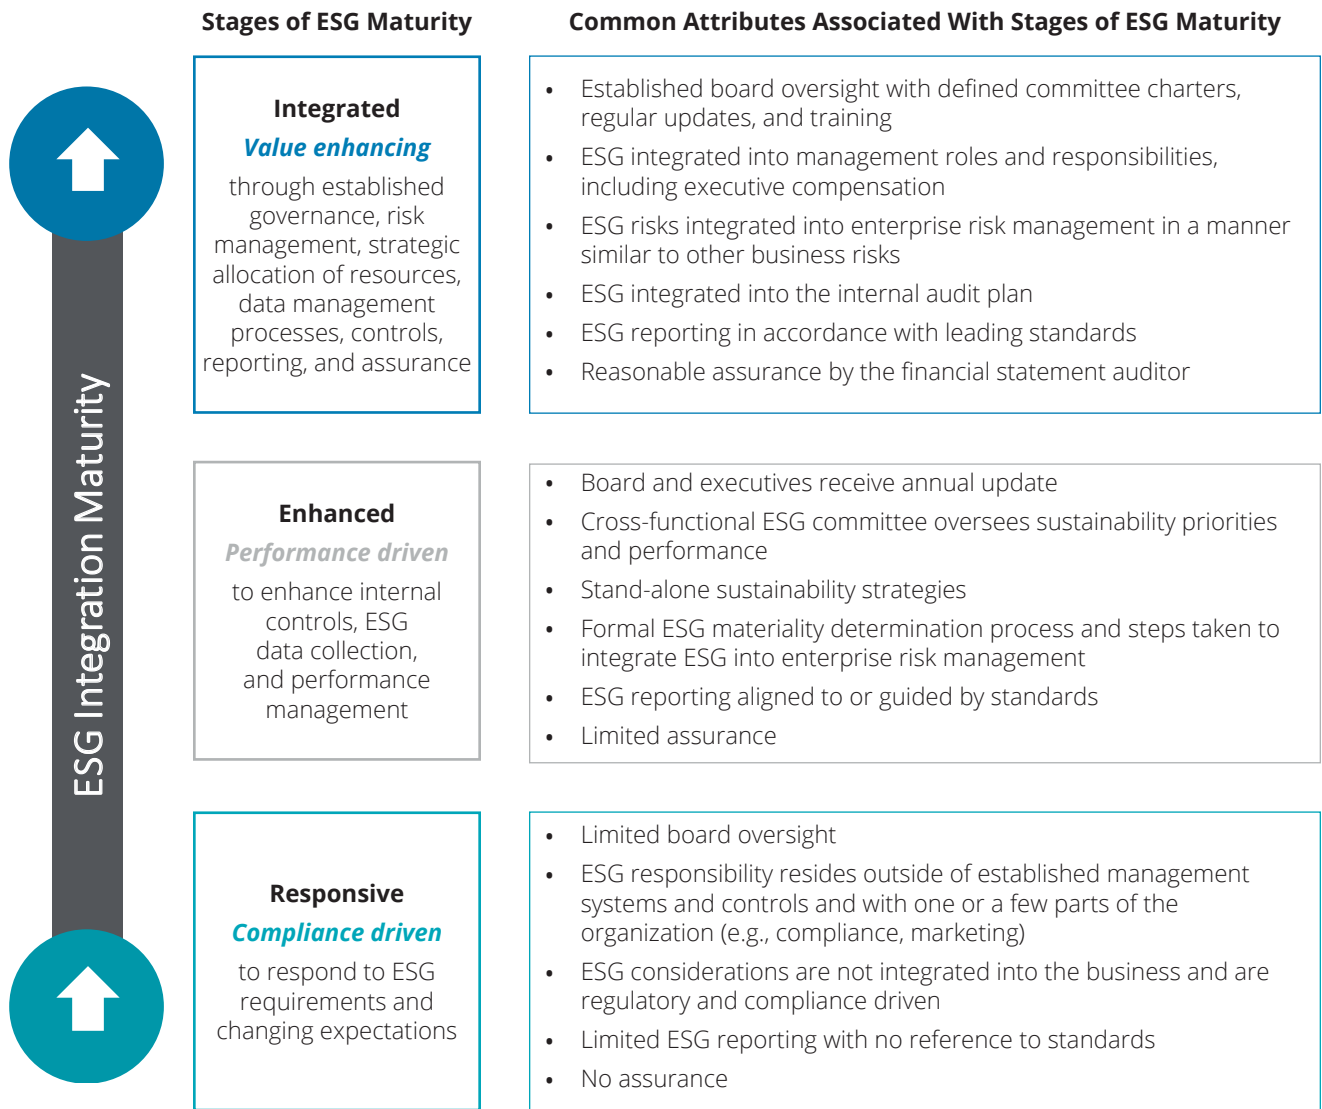 Stages of ESG Maturity
Common Attributes Associated With Stages of ESG Maturity
ESG Integration Maturity
Integrated
Value enhancing
through established
governance, risk
management, strategic
allocation of resources,
data management
processes, controls,
reporting, and assurance
• Established board oversight with defined committee charters,
regular updates, and training
• ESG integrated into management roles and responsibilities,
including executive compensation
• ESG risks integrated into enterprise risk management in a manner
similar to other business risks
• ESG integrated into the internal audit plan
• ESG reporting in accordance with leading standards
• Reasonable assurance by the financial statement auditor
Enhanced
Performance driven
to enhance internal
controls, ESG
data collection,
and performance
management
• Board and executives receive annual update
• Cross-functional ESG committee oversees sustainability priorities
and performance
• Stand-alone sustainability strategies
• Formal ESG materiality determination process and steps taken to
integrate ESG into enterprise risk management
• ESG reporting aligned to or guided by standards
• Limited assurance
Responsive
Compliance driven
to respond to ESG
requirements and
changing expectations
• Limited board oversight
• ESG responsibility resides outside of established management
systems and controls and with one or a few parts of the
organization (e.g., compliance, marketing)
• ESG considerations are not integrated into the business and are
regulatory and compliance driven
• Limited ESG reporting with no reference to standards
• No assurance